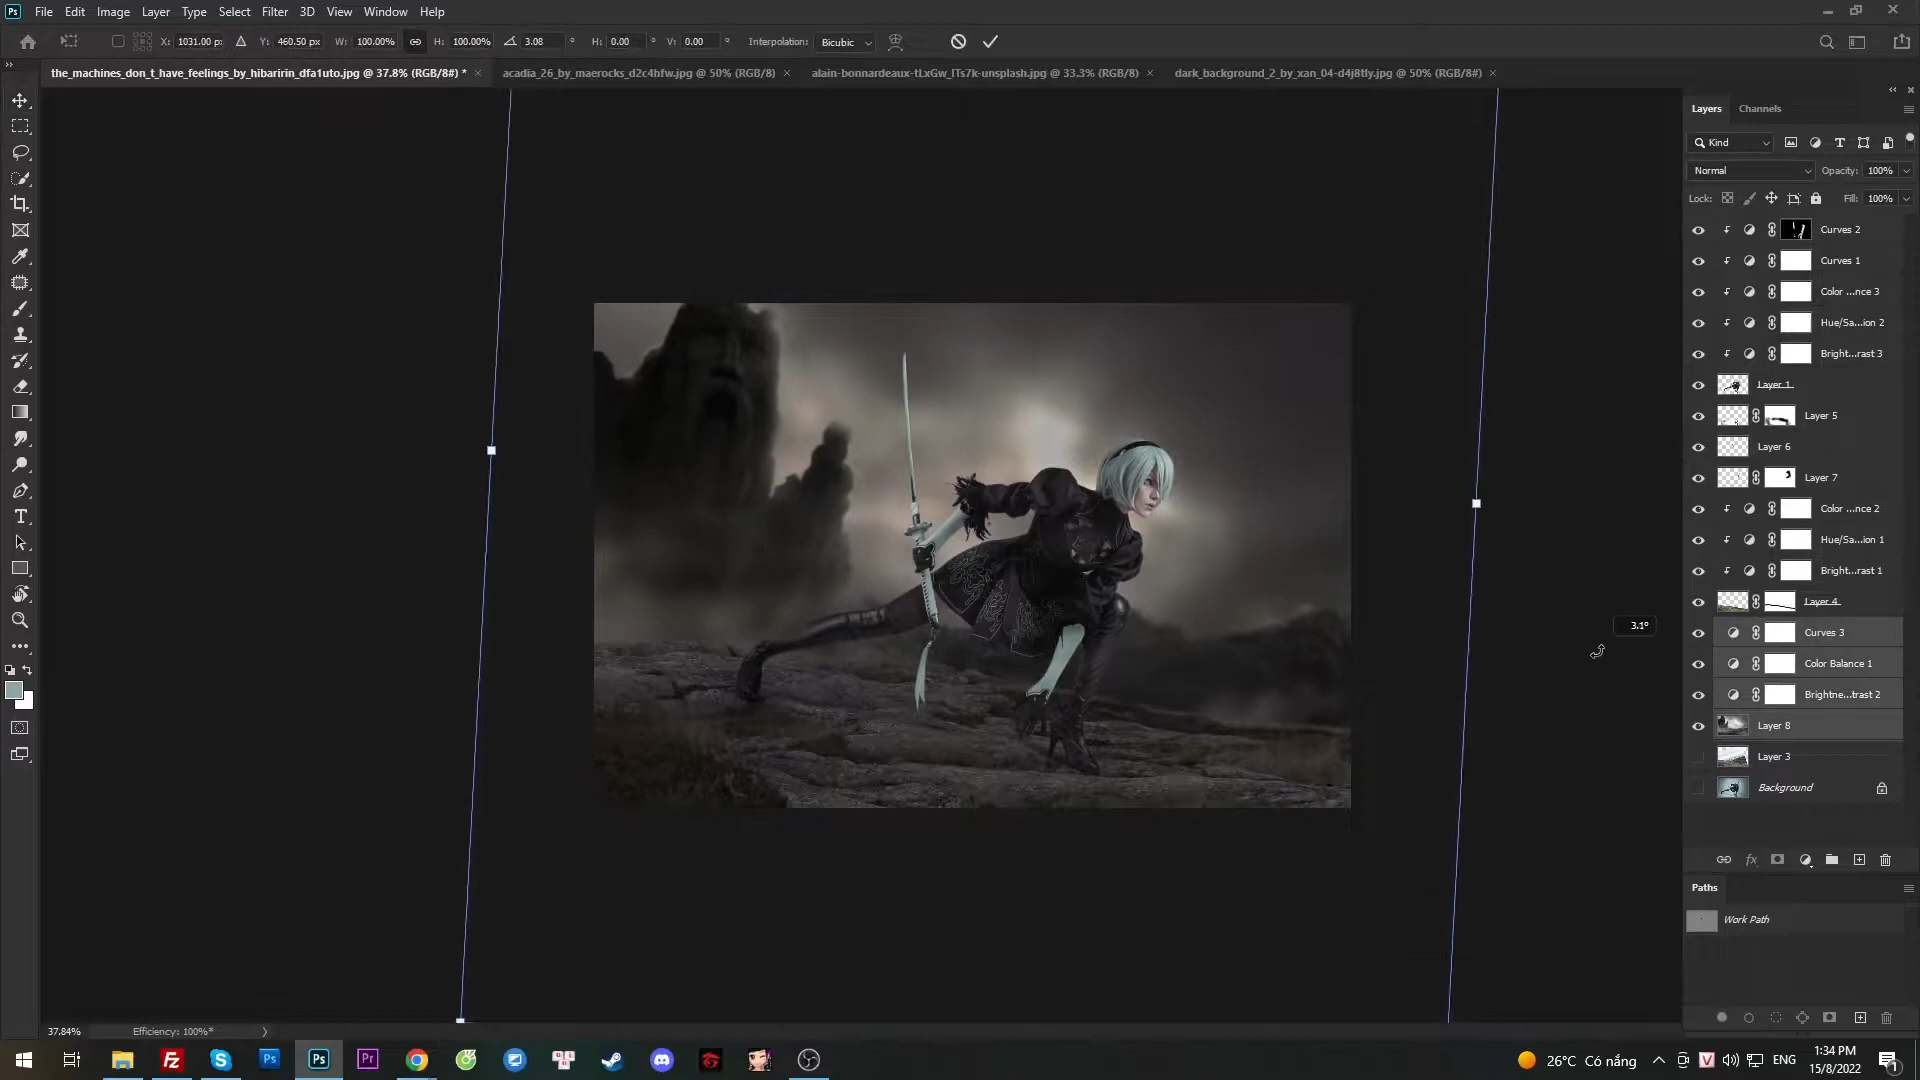 Ps File Edit Image Layer Type Select Filter 3D View Window Help
X: 1031.00 px Y: 460.50 px W: 100.00% H: 100.00% 3.08 ° H: 0.00 ° V: 0.00 ° Interpolation: Bicubic
the_machines_don_t_have_feelings_by_hibaririn_dfa1uto.jpg @ 37.8% (RGB/8#) * × acadia_26_by_maerocks_d2c4hfw.jpg @ 50% (RGB/8) × alain-bonnardeaux-tLxGw_lTs7k-unsplash.jpg @ 33.3% (RGB/8) × dark_background_2_by_xan_04-d4j8tly.jpg @ 50% (RGB/8#) ×
Layers Channels
Kind
Normal Opacity: 100%
Lock: Fill: 100%
Curves 2
Curves 1
Color ...nce 3
Hue/Sa...ion 2
Bright...rast 3
Layer 1
Layer 5
Layer 6
Layer 7
Color ...nce 2
Hue/Sa...ion 1
Bright...rast 1
Layer 4
3.1°
Curves 3
Color Balance 1
Brightne...trast 2
Layer 8
Layer 3
Background
fx
Paths
Work Path
37.84% Efficiency: 100%*
26°C Có nắng ENG 1:34 PM
15/8/2022